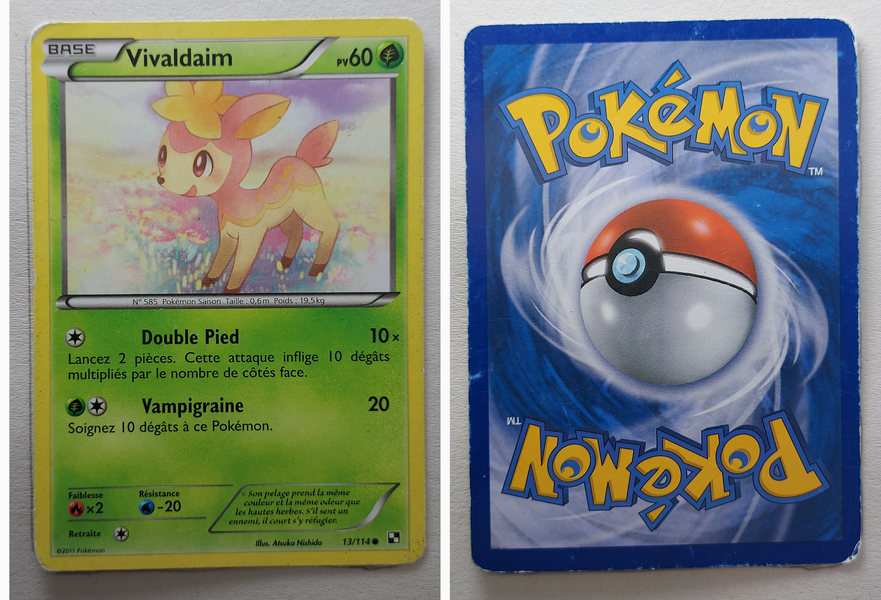 BASE
Vivaldaim
PV60
N° 585 Pokémon Saison Taille : 0,6m Poids : 19,5kg
Double Pied 10×
Lancez 2 pièces. Cette attaque inflige 10 dégâts
multipliés par le nombre de côtés face.
Vampigraine 20
Soignez 10 dégâts à ce Pokémon.
Faiblesse
×2
Résistance
-20
Retraite
Son pelage prend la même
couleur et la même odeur que
les hautes herbes. S'il sent un
ennemi, il court s'y réfugier.
Illus. Atsuko Nishida
13/114
©2011 Pokémon
POKéMON
TM
TM
POKéMON